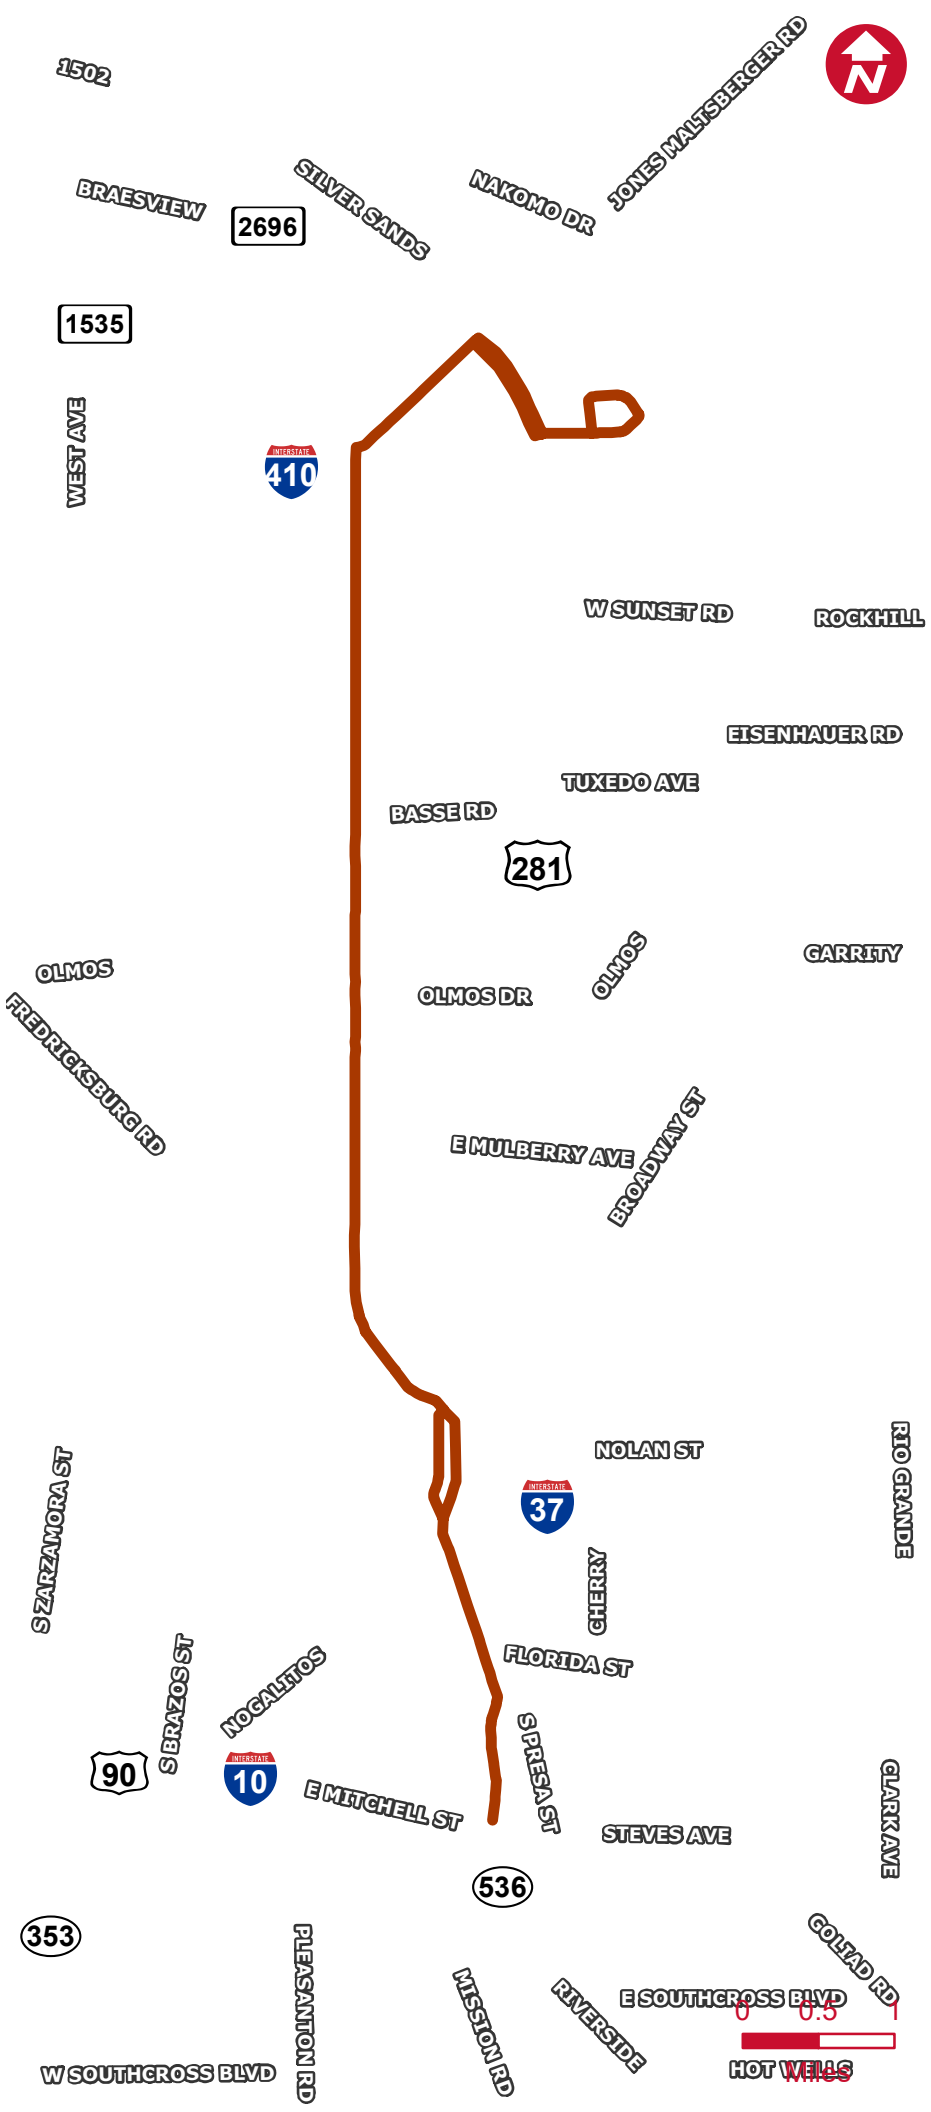 1502
JONES MALTSBERGER RD
N
BRAESVIEW
2696
SILVER SANDS
NAKOMO DR
1535
WEST AVE
INTERSTATE
410
W SUNSET RD
ROCKHILL
EISENHAUER RD
TUXEDO AVE
BASSE RD
281
OLMOS
OLMOS DR
OLMOS
GARRITY
FREDRICKSBURG RD
E MULBERRY AVE
BROADWAY ST
S ZARZAMORA ST
NOLAN ST
RIO GRANDE
INTERSTATE
37
CHERRY
S BRAZOS ST
NOGALITOS
FLORIDA ST
S PRESA ST
90
INTERSTATE
10
E MITCHELL ST
STEVES AVE
CLARK AVE
536
353
PLEASANTON RD
MISSION RD
RIVERSIDE
E SOUTHCROSS BLVD
GOLIAD RD
0 0.5 1
Miles
W SOUTHCROSS BLVD
HOT WELLS